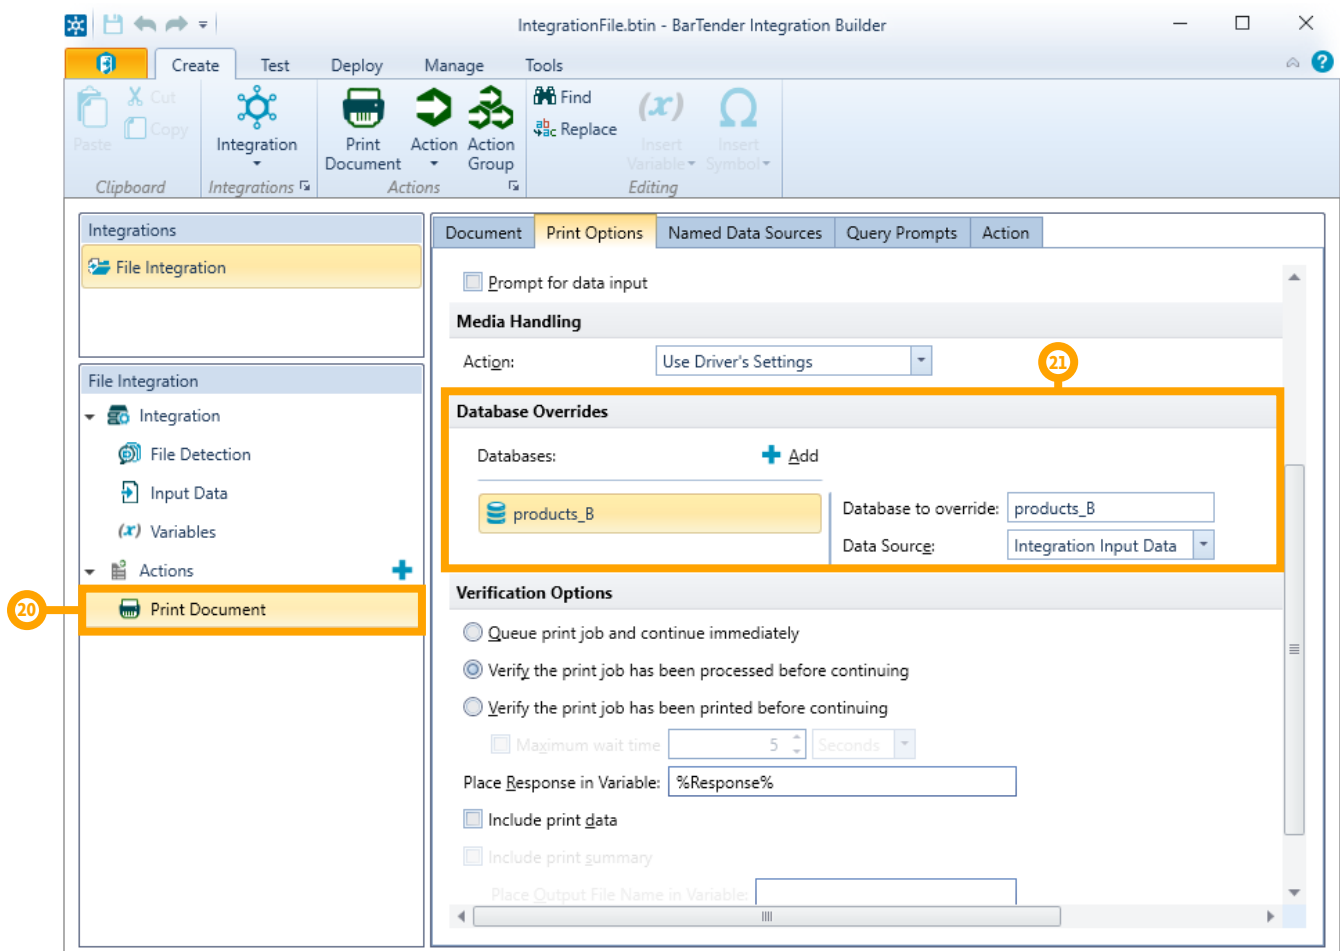 IntegrationFile.btin - BarTender Integration Builder
Create Test Deploy Manage Tools
?
Paste
Cut
Copy
Clipboard
Integration
Integrations
Print
Document
Action
Action
Group
Actions
Find
ab
ac Replace
(x)
Insert
Variable
Ω
Insert
Symbol
Editing
Integrations
File Integration
File Integration
Integration
File Detection
Input Data
(x) Variables
Actions
20
Print Document
Document Print Options Named Data Sources Query Prompts Action
Prompt for data input
Media Handling
Action: Use Driver's Settings
21
Database Overrides
Databases: Add
products_B
Database to override: products_B
Data Source: Integration Input Data
Verification Options
Queue print job and continue immediately
Verify the print job has been processed before continuing
Verify the print job has been printed before continuing
Maximum wait time 5 Seconds
Place Response in Variable: %Response%
Include print data
Include print summary
Place Output File Name in Variable: